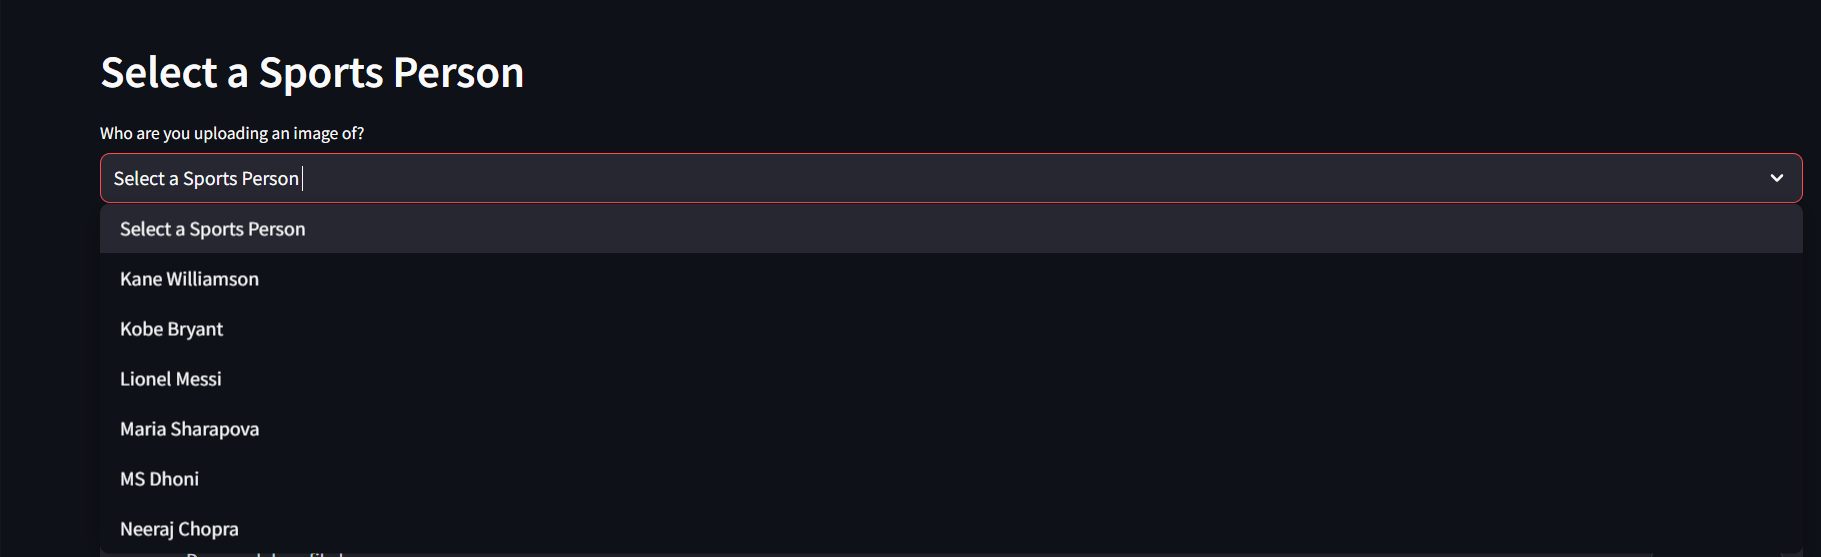 Select a Sports Person
Who are you uploading an image of?
Select a Sports Person
Select a Sports Person
Kane Williamson
Kobe Bryant
Lionel Messi
Maria Sharapova
MS Dhoni
Neeraj Chopra